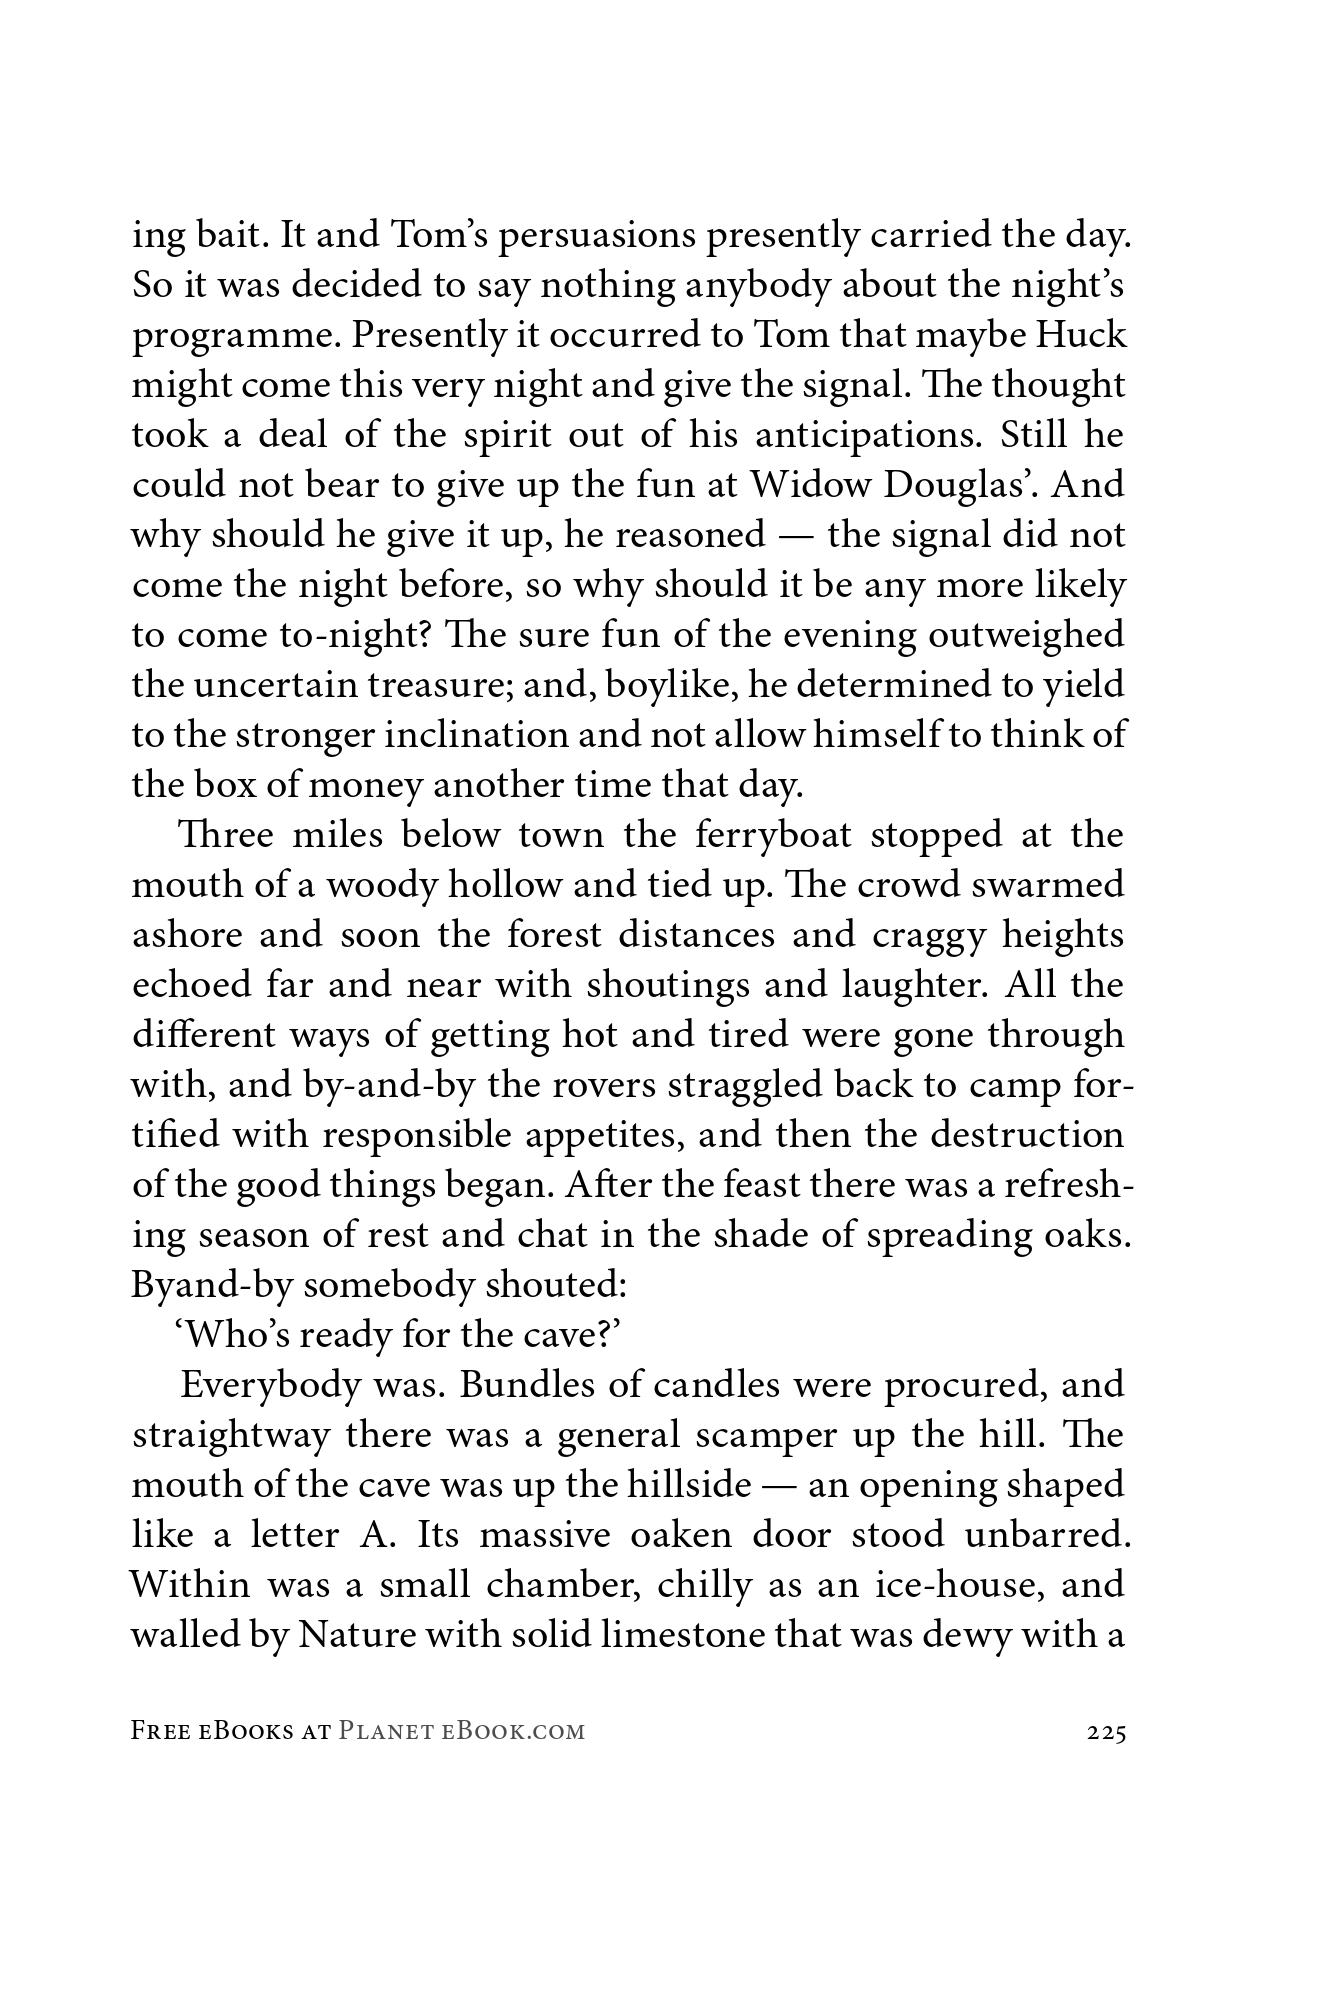 ing bait. It and Tom’s persuasions presently carried the day.
So it was decided to say nothing anybody about the night’s
programme. Presently it occurred to Tom that maybe Huck
might come this very night and give the signal. The thought
took a deal of the spirit out of his anticipations. Still he
could not bear to give up the fun at Widow Douglas’. And
why should he give it up, he reasoned — the signal did not
come the night before, so why should it be any more likely
to come to-night? The sure fun of the evening outweighed
the uncertain treasure; and, boylike, he determined to yield
to the stronger inclination and not allow himself to think of
the box of money another time that day.
Three miles below town the ferryboat stopped at the
mouth of a woody hollow and tied up. The crowd swarmed
ashore and soon the forest distances and craggy heights
echoed far and near with shoutings and laughter. All the
different ways of getting hot and tired were gone through
with, and by-and-by the rovers straggled back to camp for-
tified with responsible appetites, and then the destruction
of the good things began. After the feast there was a refresh-
ing season of rest and chat in the shade of spreading oaks.
Byand-by somebody shouted:
‘Who’s ready for the cave?’
Everybody was. Bundles of candles were procured, and
straightway there was a general scamper up the hill. The
mouth of the cave was up the hillside — an opening shaped
like a letter A. Its massive oaken door stood unbarred.
Within was a small chamber, chilly as an ice-house, and
walled by Nature with solid limestone that was dewy with a
Free eBooks at Planet eBook.com 225